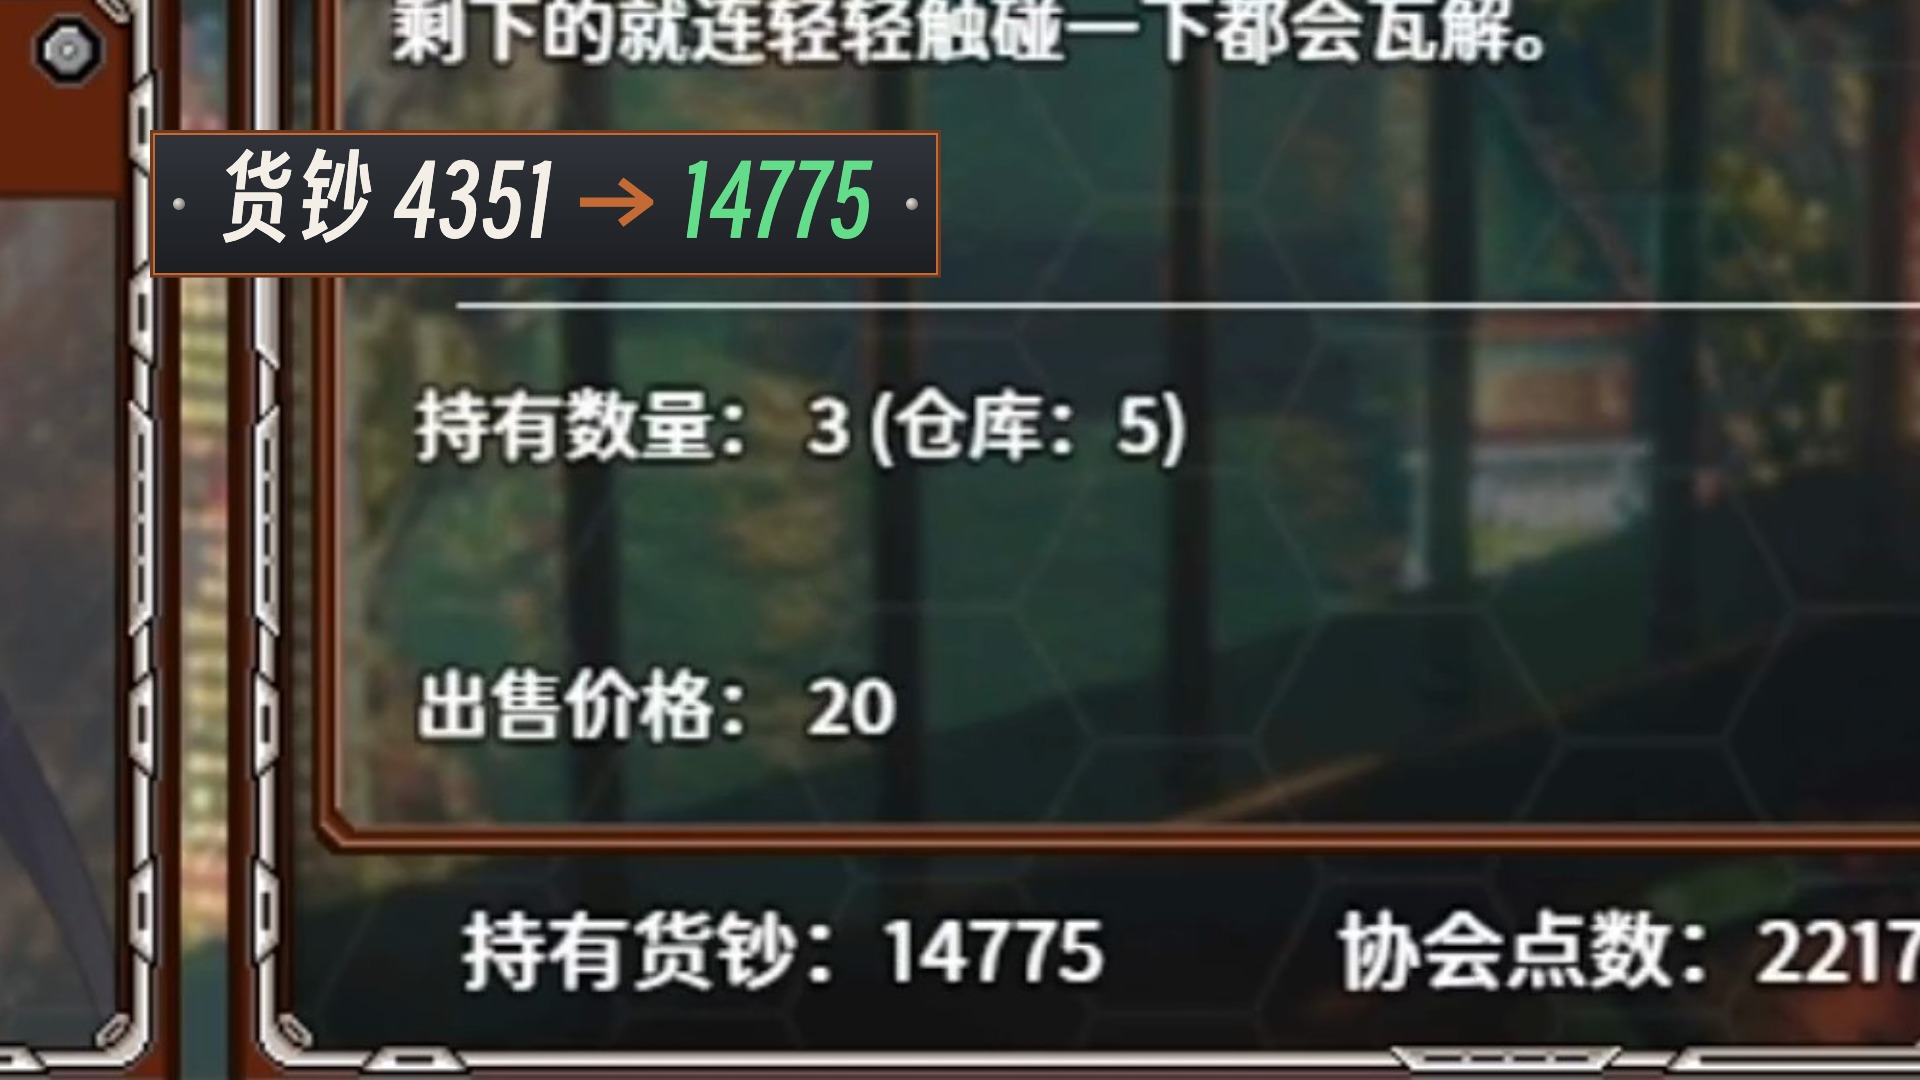 剩下的就连轻轻触碰一下都会瓦解。
货钞 4351 → 14775
持有数量： 3 (仓库：5)
出售价格： 20
持有货钞：14775 协会点数：2217